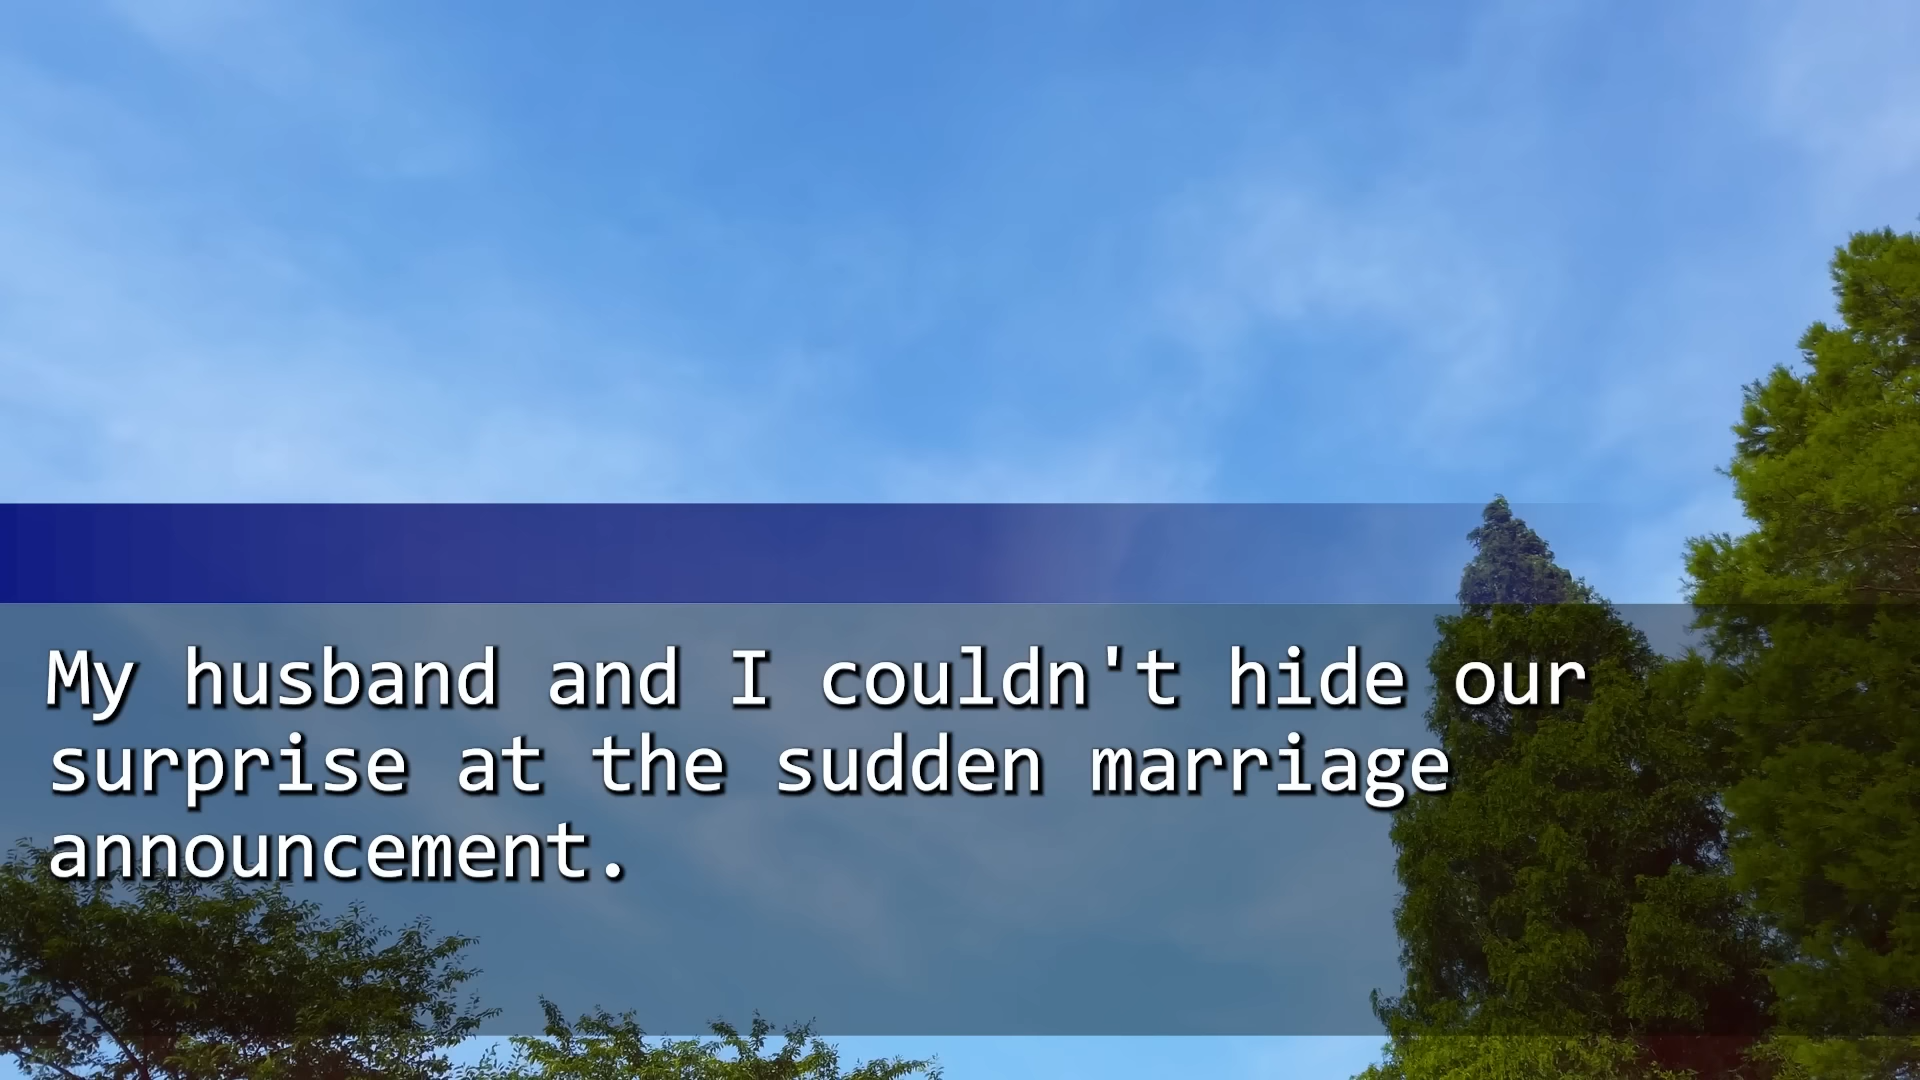 My husband and I couldn't hide our
surprise at the sudden marriage
announcement.